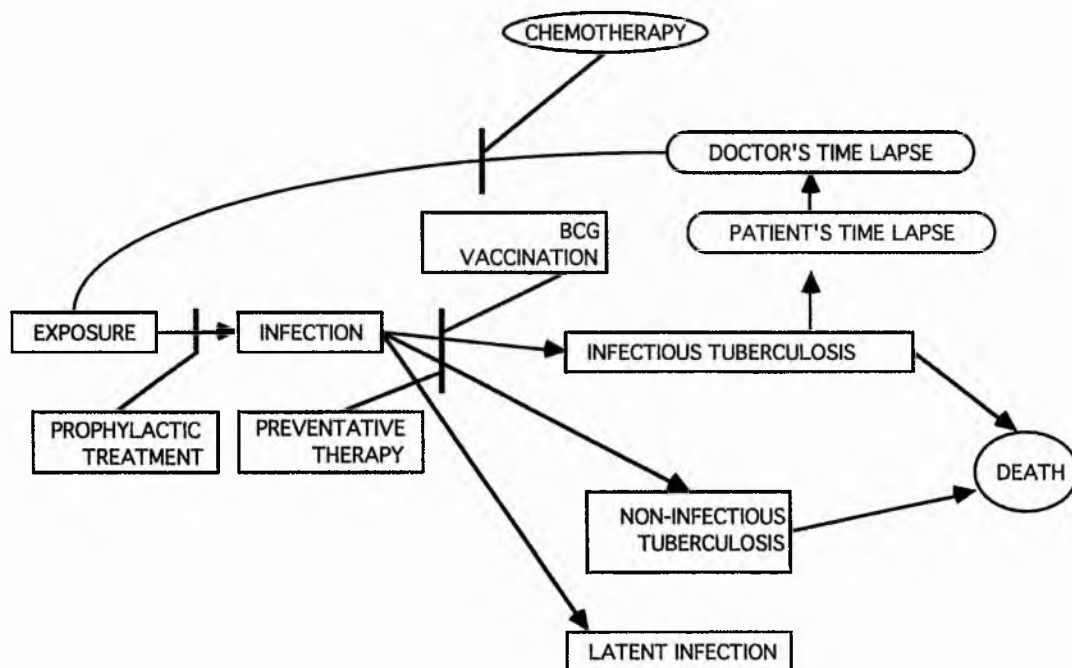 CHEMOTHERAPY
DOCTOR'S TIME LAPSE
BCG
VACCINATION
PATIENT'S TIME LAPSE
EXPOSURE
INFECTION
INFECTIOUS TUBERCULOSIS
PROPHYLACTIC
TREATMENT
PREVENTATIVE
THERAPY
DEATH
NON-INFECTIOUS
TUBERCULOSIS
LATENT INFECTION